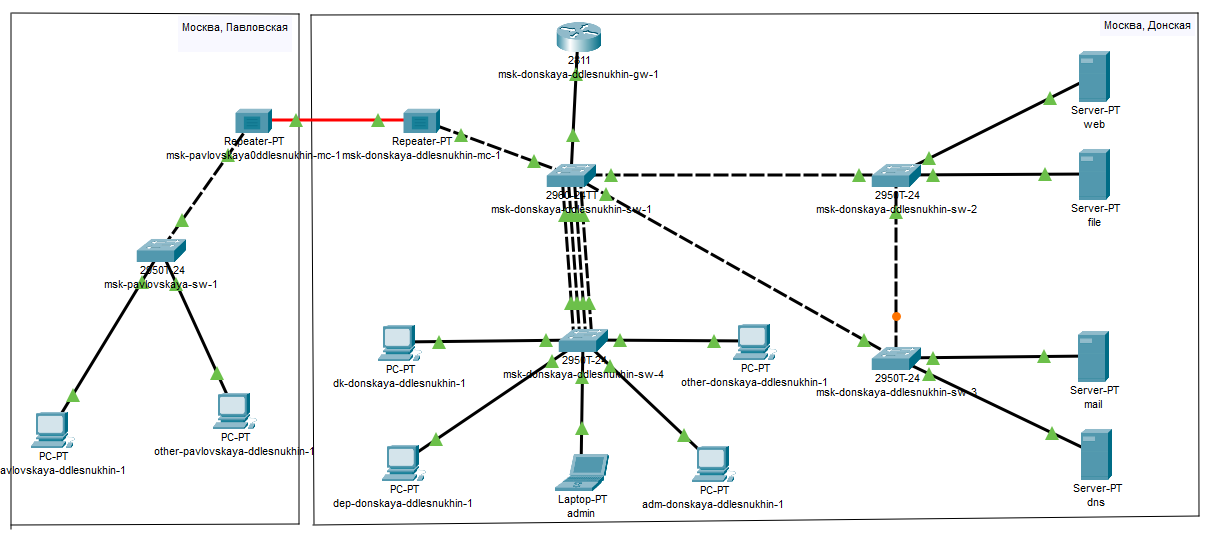 Москва, Павловская
Москва, Донская
2811
msk-donskaya-ddlesnukhin-gw-1
Server-PT
web
Repeater-PT
msk-pavlovskaya0ddlesnukhin-mc-1
Repeater-PT
msk-donskaya-ddlesnukhin-mc-1
2960-24TT
msk-donskaya-ddlesnukhin-sw-1
2950T-24
msk-donskaya-ddlesnukhin-sw-2
Server-PT
file
2950T-24
msk-pavlovskaya-sw-1
PC-PT
dk-donskaya-ddlesnukhin-1
2950T-24
msk-donskaya-ddlesnukhin-sw-4
PC-PT
other-donskaya-ddlesnukhin-1
2950T-24
msk-donskaya-ddlesnukhin-sw-3
Server-PT
mail
PC-PT
avlovskaya-ddlesnukhin-1
PC-PT
other-pavlovskaya-ddlesnukhin-1
PC-PT
dep-donskaya-ddlesnukhin-1
Laptop-PT
admin
PC-PT
adm-donskaya-ddlesnukhin-1
Server-PT
dns